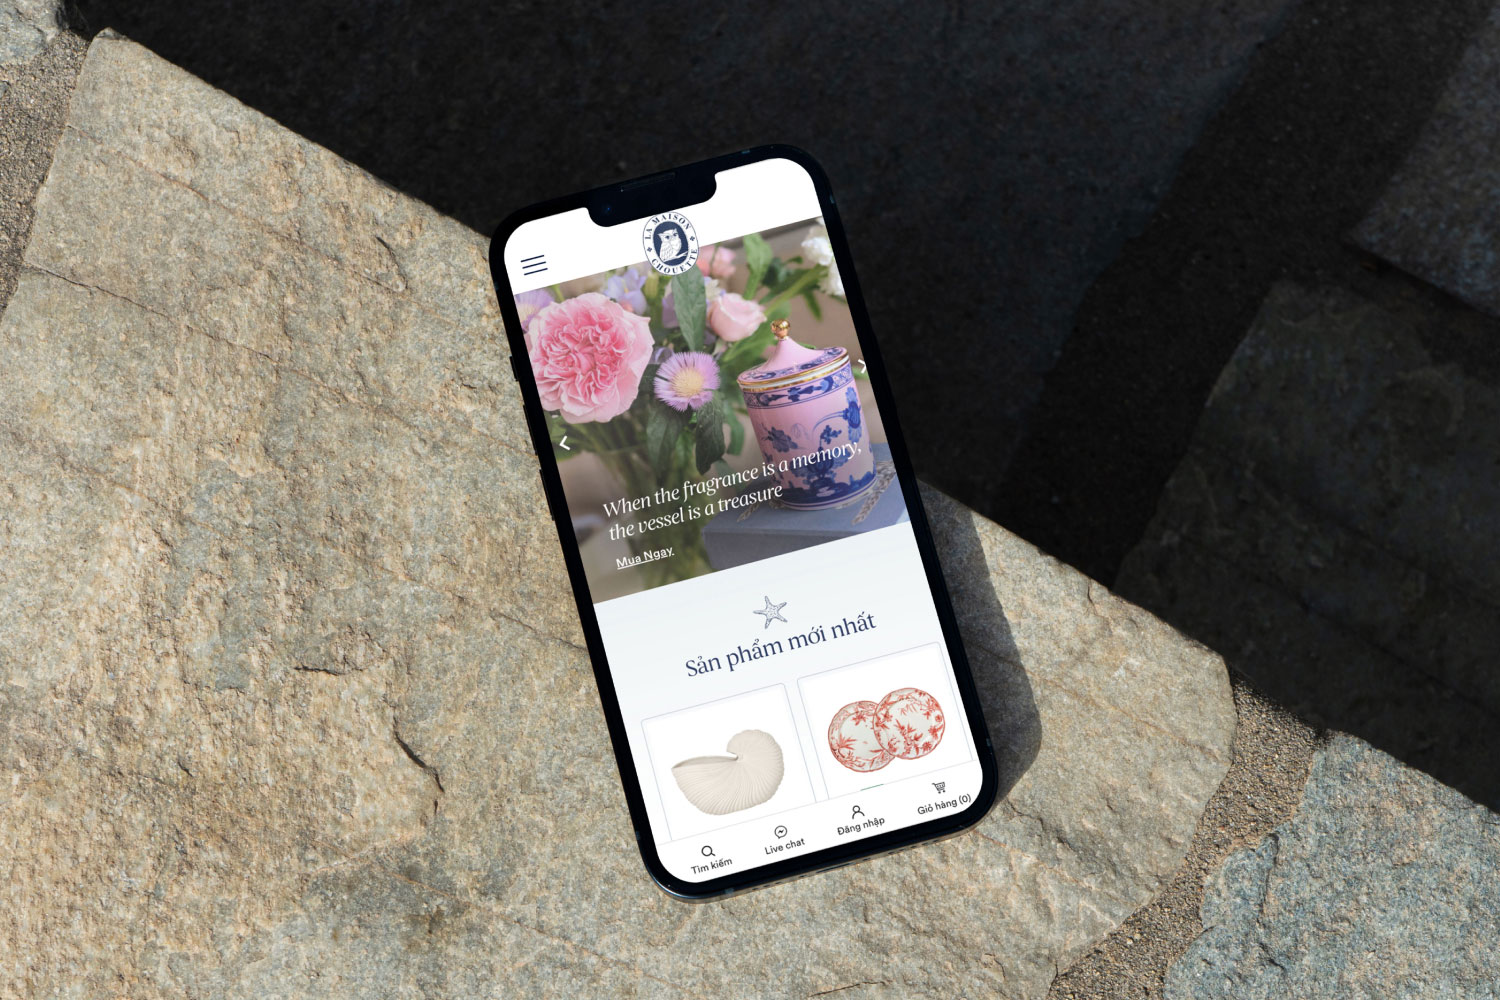 LA MAISON
CHOUETTE
When the fragrance is a memory,
the vessel is a treasure
Mua Ngay
Sản phẩm mới nhất
Tìm kiếm
Live chat
Đăng nhập
Giỏ hàng (0)